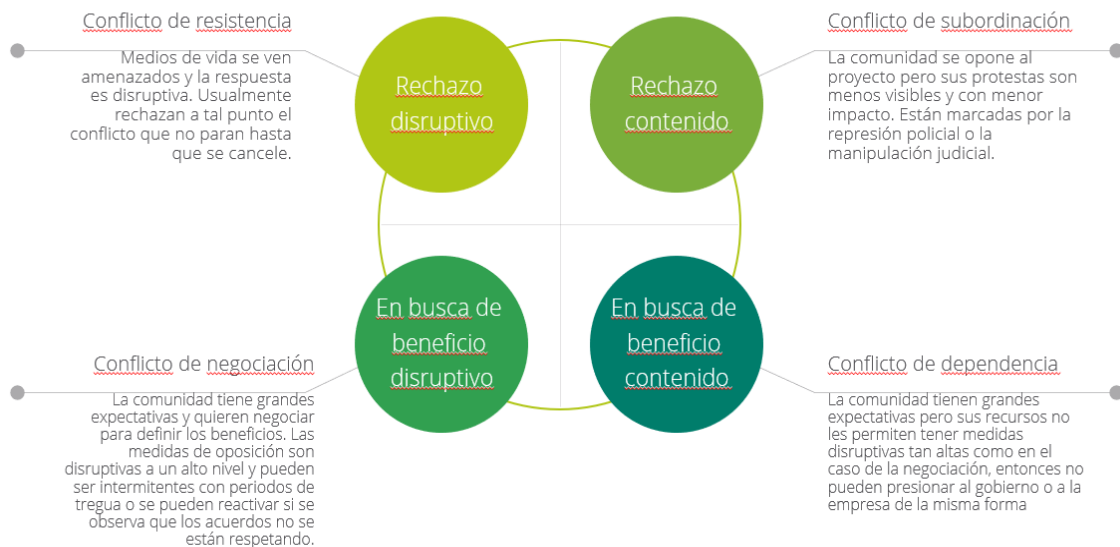 Conflicto de resistencia
Medios de vida se ven
amenazados y la respuesta
es disruptiva. Usualmente
rechazan a tal punto el
conflicto que no paran hasta
que se cancele.
Rechazo
disruptivo
Rechazo
contenido
Conflicto de subordinación
La comunidad se opone al
proyecto pero sus protestas son
menos visibles y con menor
impacto. Están marcadas por la
represión policial o la
manipulación judicial.
Conflicto de negociación
La comunidad tiene grandes
expectativas y quieren negociar
para definir los beneficios. Las
medidas de oposición son
disruptivas a un alto nivel y pueden
ser intermitentes con periodos de
tregua o se pueden reactivar si se
observa que los acuerdos no se
están respetando.
En busca de
beneficio
disruptivo
En busca de
beneficio
contenido
Conflicto de dependencia
La comunidad tienen grandes
expectativas pero sus recursos no
les permiten tener medidas
disruptivas tan altas como en el
caso de la negociación, entonces no
pueden presionar al gobierno o a la
empresa de la misma forma